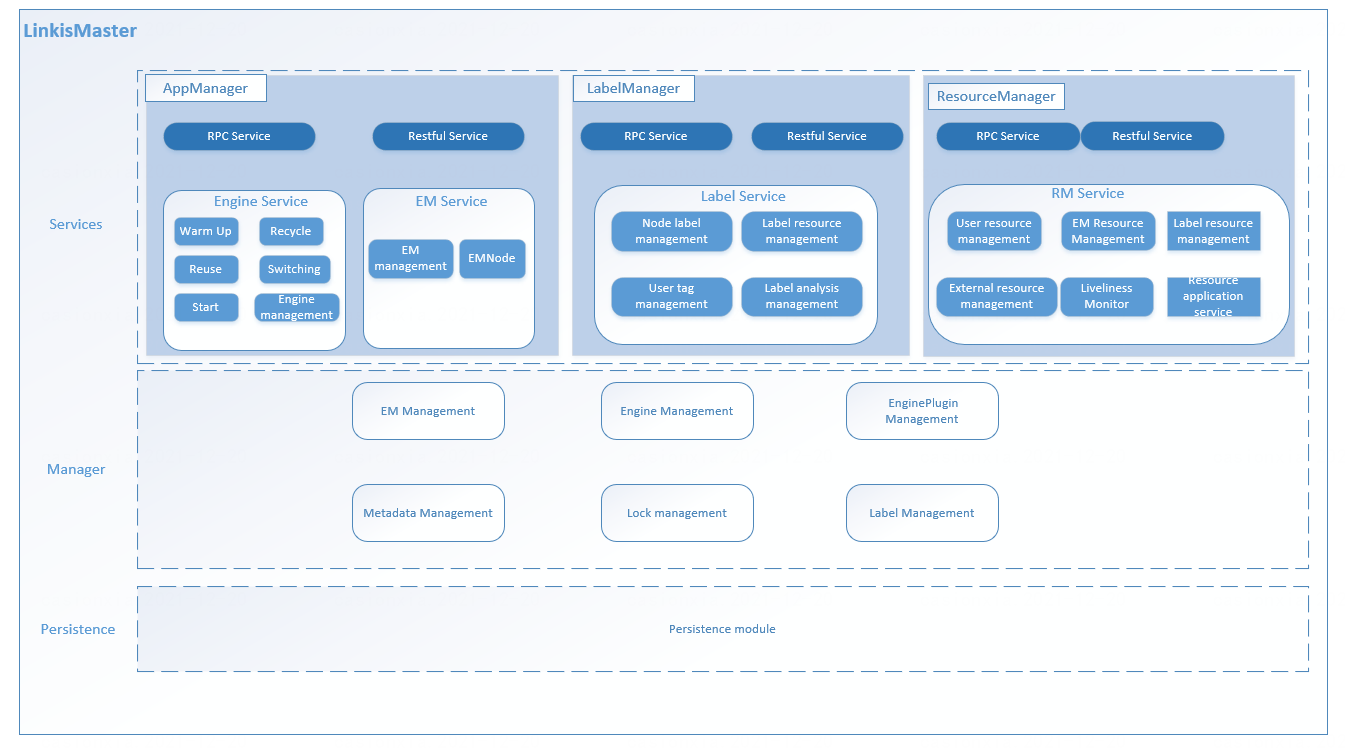 LinkisMaster
Services
AppManager
RPC Service
Restful Service
Engine Service
Warm Up
Recycle
Reuse
Switching
Start
Engine
management
EM Service
EM
management
EMNode
LabelManager
RPC Service
Restful Service
Label Service
Node label
management
Label resource
management
User tag
management
Label analysis
management
ResourceManager
RPC Service
Restful Service
RM Service
User resource
management
EM Resource
Management
Label resource
management
External resource
management
Liveliness
Monitor
Resource
application
service
Manager
EM Management
Engine Management
EnginPlugin
Management
Metadata Management
Lock management
Label Management
Persistence
Persistence module